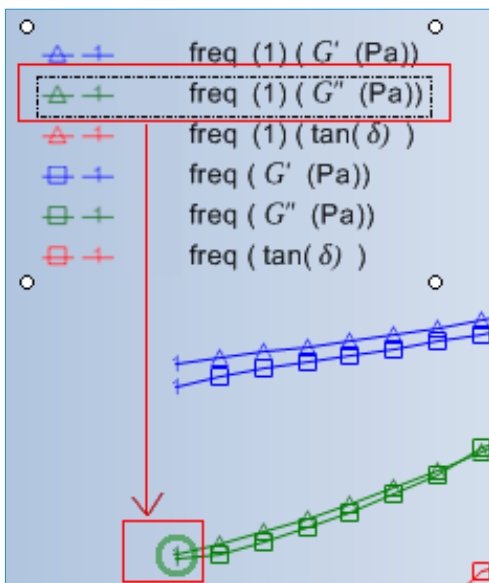 freq (1) ( G' (Pa))
freq (1) ( G" (Pa))
freq (1) ( tan( δ) )
freq ( G' (Pa))
freq ( G" (Pa))
freq ( tan( δ) )